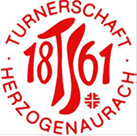 TURNERSCHAFT
18 TS 61
HERZOGENAURACH